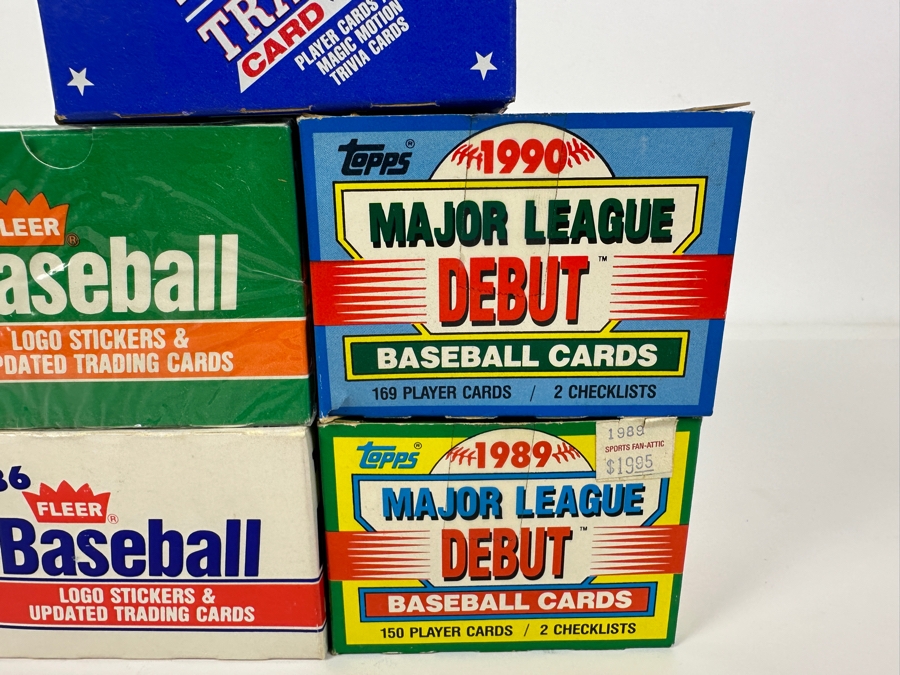 TRA
CARD
PLAYER CARDS
MAGIC MOTION
TRIVIA CARDS
FLEER®
aseball
LOGO STICKERS &
PDATED TRADING CARDS
Topps®
1990
MAJOR LEAGUE
DEBUT™
BASEBALL CARDS
169 PLAYER CARDS / 2 CHECKLISTS
86
FLEER®
Baseball
LOGO STICKERS &
UPDATED TRADING CARDS
Topps®
1989
1989
SPORTS FAN-ATTIC
$19.95
MAJOR LEAGUE
DEBUT™
BASEBALL CARDS
150 PLAYER CARDS / 2 CHECKLISTS